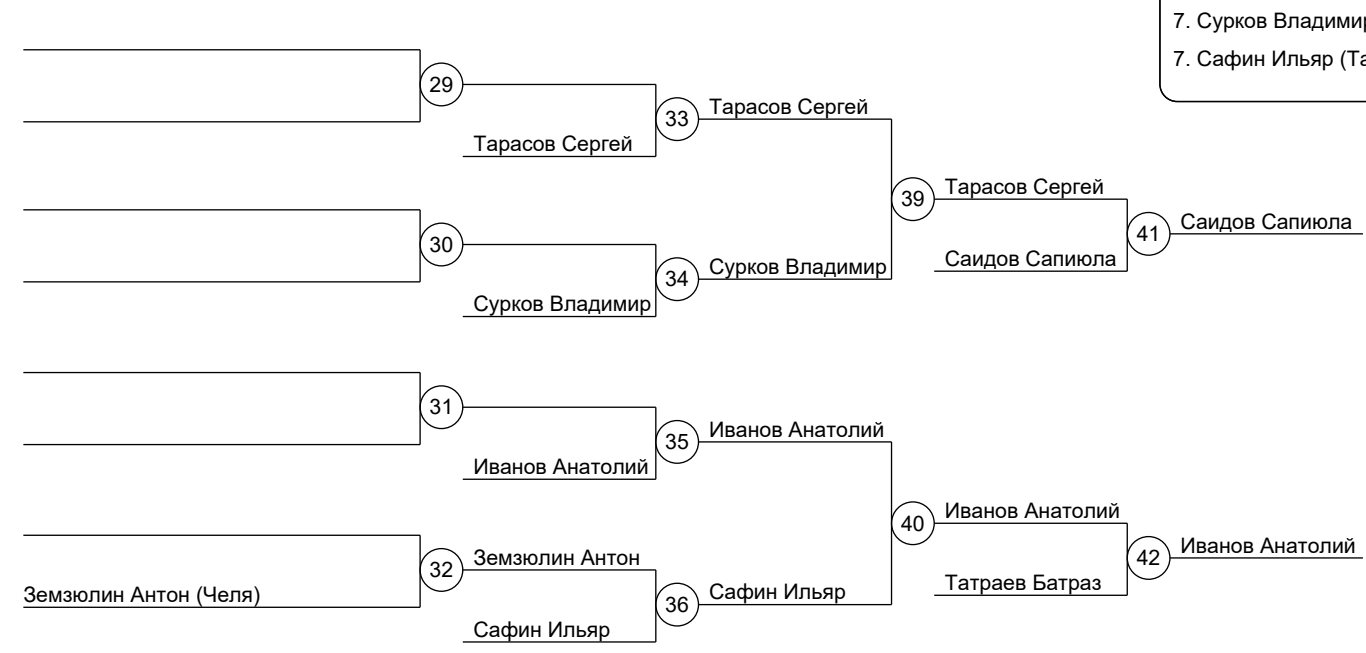 7. Сурков Владимир
7. Сафин Ильяр
29
33
Тарасов Сергей
Тарасов Сергей
39
Тарасов Сергей
41
Саидов Сапиюла
30
34
Сурков Владимир
Саидов Сапиюла
Сурков Владимир
31
35
Иванов Анатолий
Иванов Анатолий
40
Иванов Анатолий
42
Иванов Анатолий
32
Земзюлин Антон
Земзюлин Антон (Челя)
36
Сафин Ильяр
Татраев Батраз
Сафин Ильяр